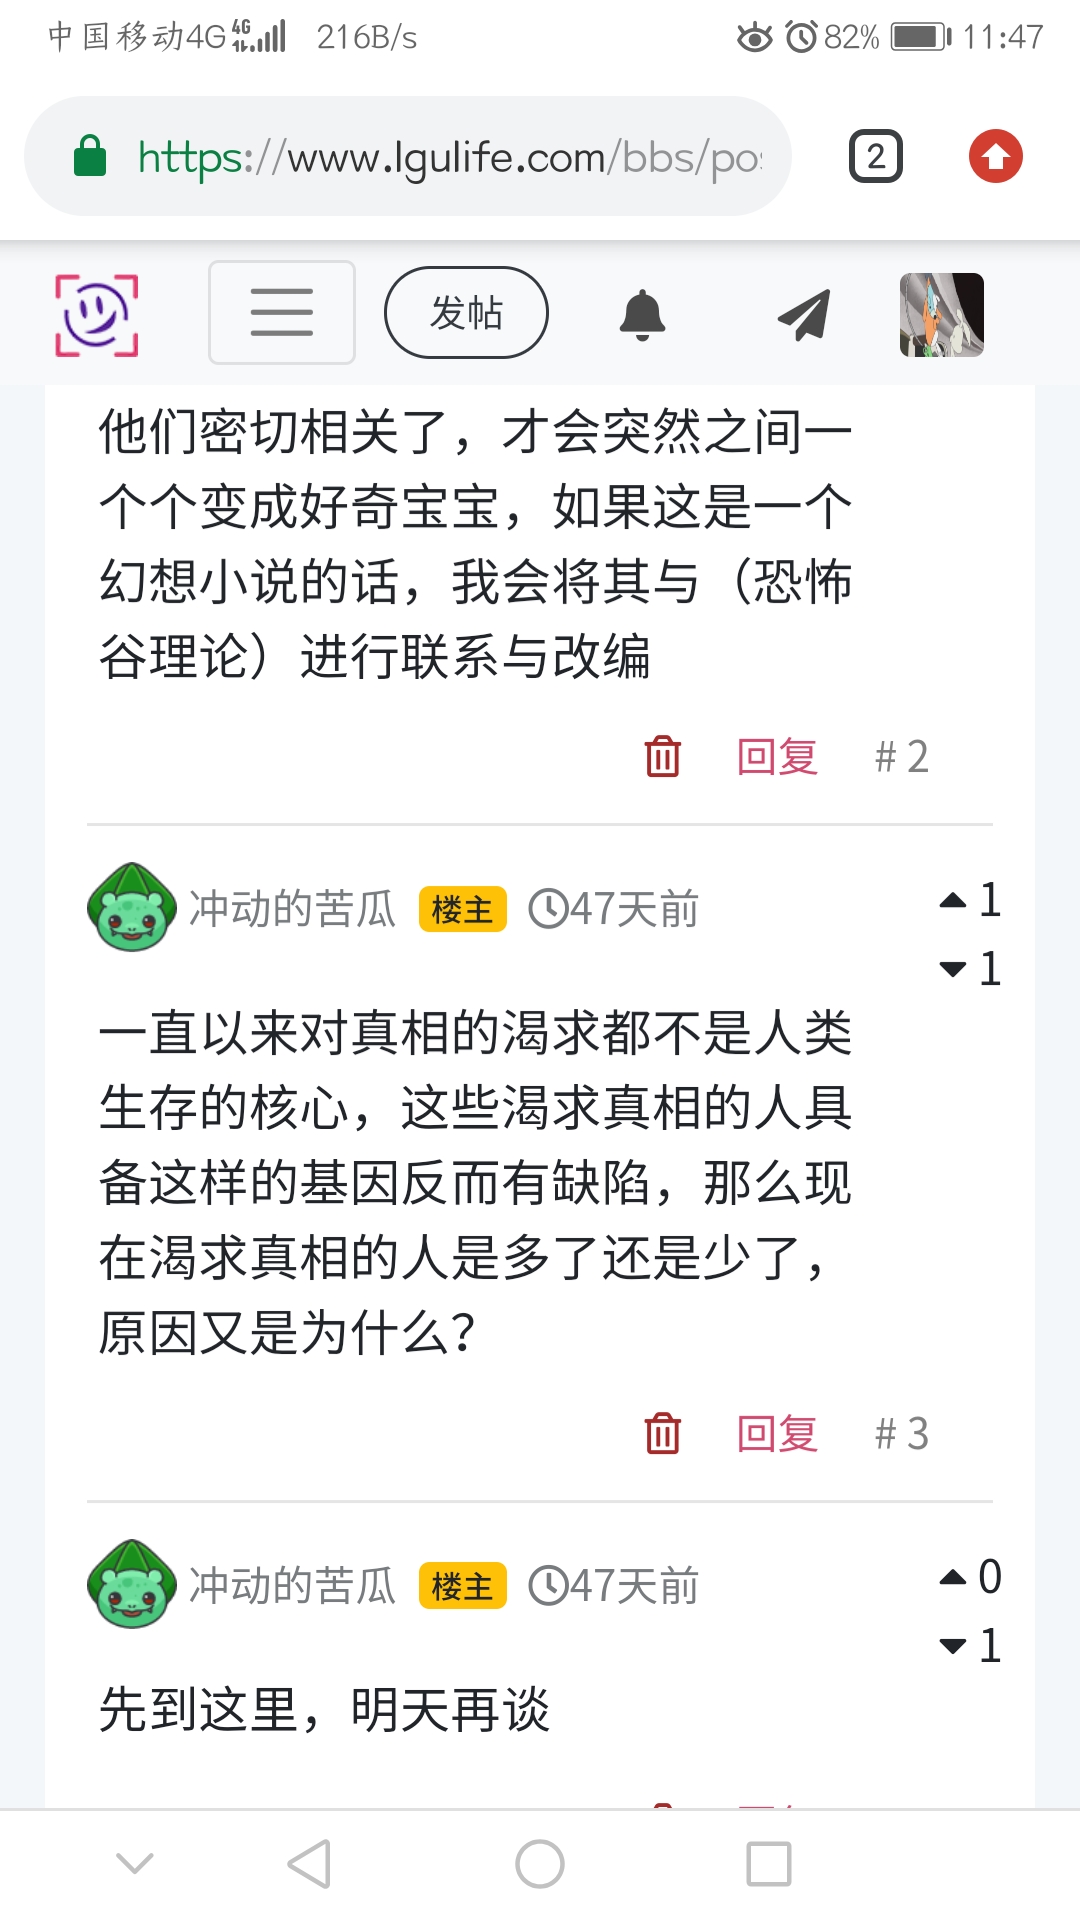 中国移动4G 4G 216B/s 82% 11:47
https://www.lgulife.com/bbs/po
2
发帖
他们密切相关了，才会突然之间一
个个变成好奇宝宝，如果这是一个
幻想小说的话，我会将其与（恐怖
谷理论）进行联系与改编
回复 # 2
冲动的苦瓜 楼主 47天前 1
1
一直以来对真相的渴求都不是人类
生存的核心，这些渴求真相的人具
备这样的基因反而有缺陷，那么现
在渴求真相的人是多了还是少了，
原因又是为什么？
回复 # 3
冲动的苦瓜 楼主 47天前 0
1
先到这里，明天再谈